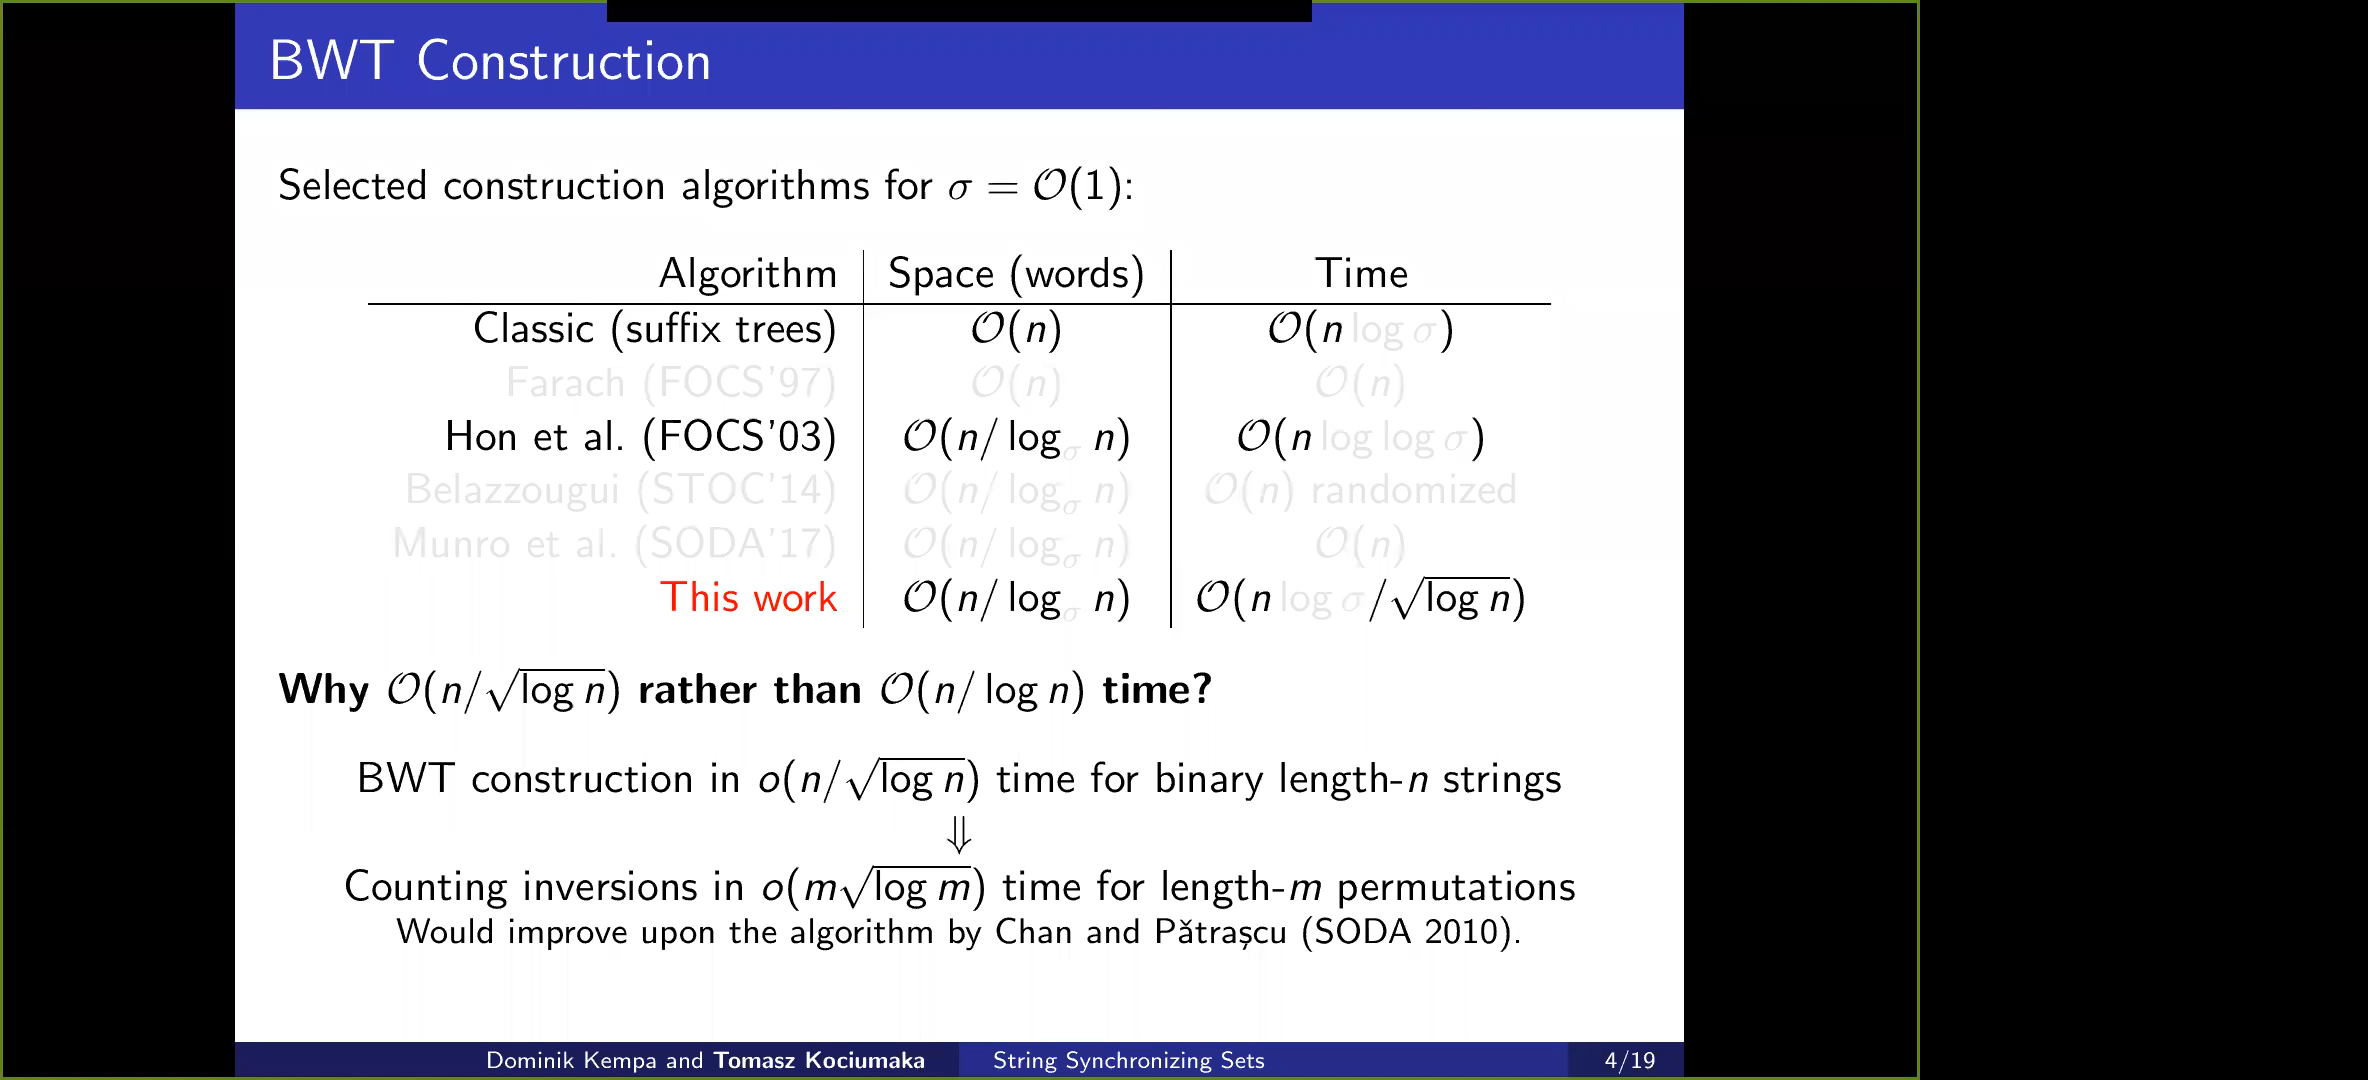 BWT Construction
Selected construction algorithms for σ = O(1):
Algorithm Space (words) Time
Classic (suffix trees) O(n) O(n log σ)
Farach (FOCS'97) O(n) O(n)
Hon et al. (FOCS'03) O(n/ log_σ n) O(n log log σ)
Belazzougui (STOC'14) O(n/ log_σ n) O(n) randomized
Munro et al. (SODA'17) O(n/ log_σ n) O(n)
This work O(n/ log_σ n) O(n log σ/√log n)
Why O(n/√log n) rather than O(n/ log n) time?
BWT construction in o(n/√log n) time for binary length-n strings
⇓
Counting inversions in o(m√log m) time for length-m permutations
Would improve upon the algorithm by Chan and Pătrașcu (SODA 2010).
Dominik Kempa and Tomasz Kociumaka String Synchronizing Sets 4/19